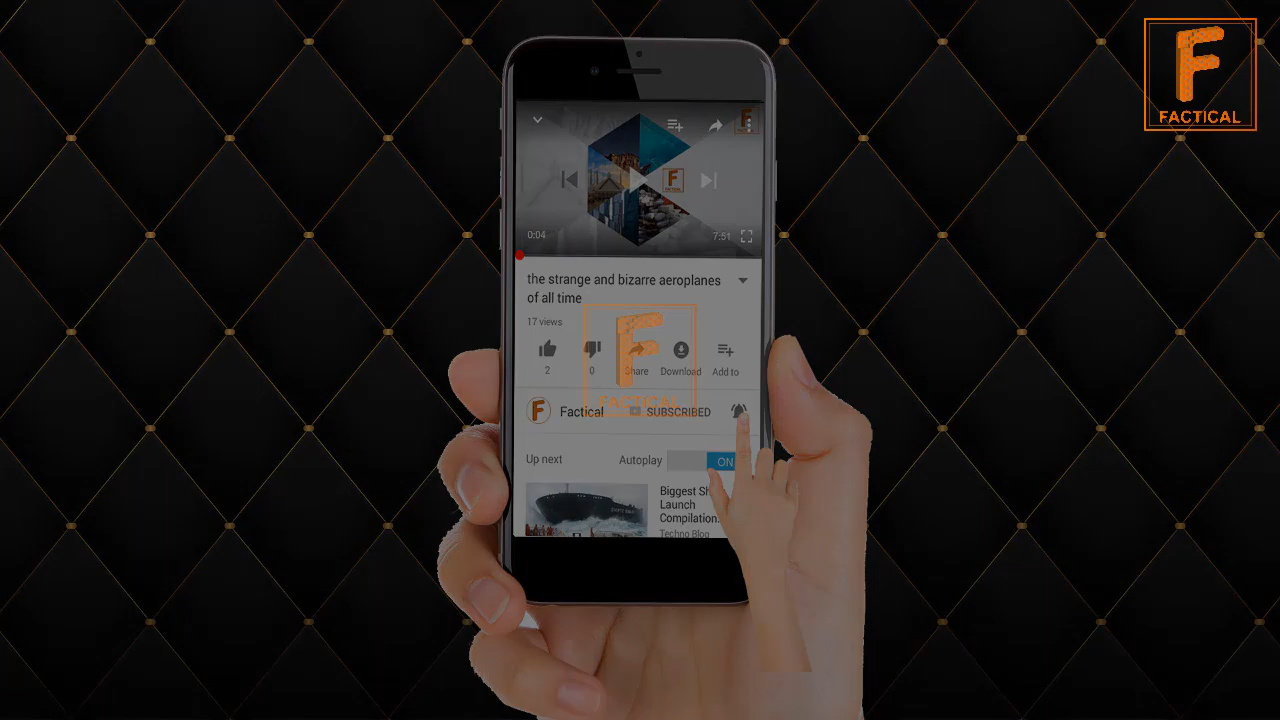 F
FACTICAL
F
F
0:04
7:51
the strange and bizarre aeroplanes
of all time
17 views
F
2
0
Share
Download
Add to
FACTICAL
F
Factical
SUBSCRIBED
Up next
Autoplay
ON
Biggest Sh
Launch
Compilation.
Techno Blog